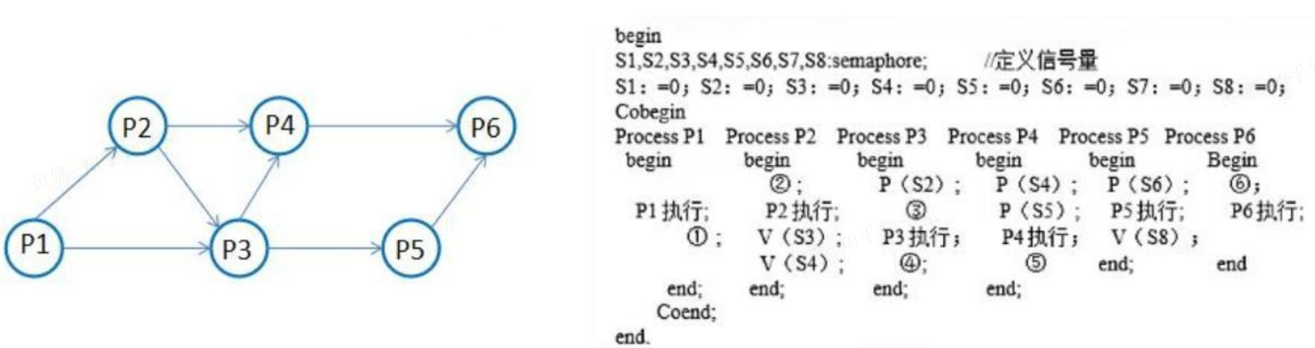 P2
P4
P6
P1
P3
P5
begin
S1,S2,S3,S4,S5,S6,S7,S8:semaphore; //定义信号量
S1: =0; S2: =0; S3: =0; S4: =0; S5: =0; S6: =0; S7: =0; S8: =0;
Cobegin
Process P1 Process P2 Process P3 Process P4 Process P5 Process P6
begin begin begin begin begin Begin
②; P（S2）; P（S4）; P（S6）; ⑥;
P1执行; P2执行; ③ P（S5）; P5执行; P6执行;
①; V（S3）; P3执行; P4执行; V（S8）;
V（S4）; ④; ⑤ end; end
end; end; end; end;
Coend;
end.